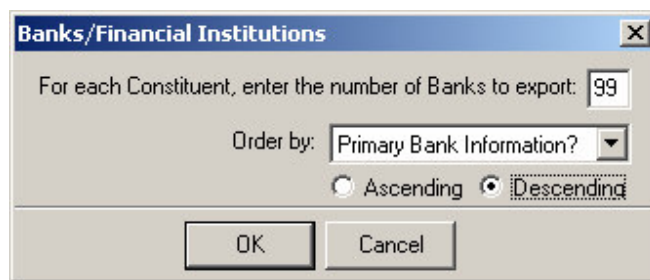 Banks/Financial Institutions
For each Constituent, enter the number of Banks to export: 99
Order by: Primary Bank Information?
Ascending Descending
OK Cancel